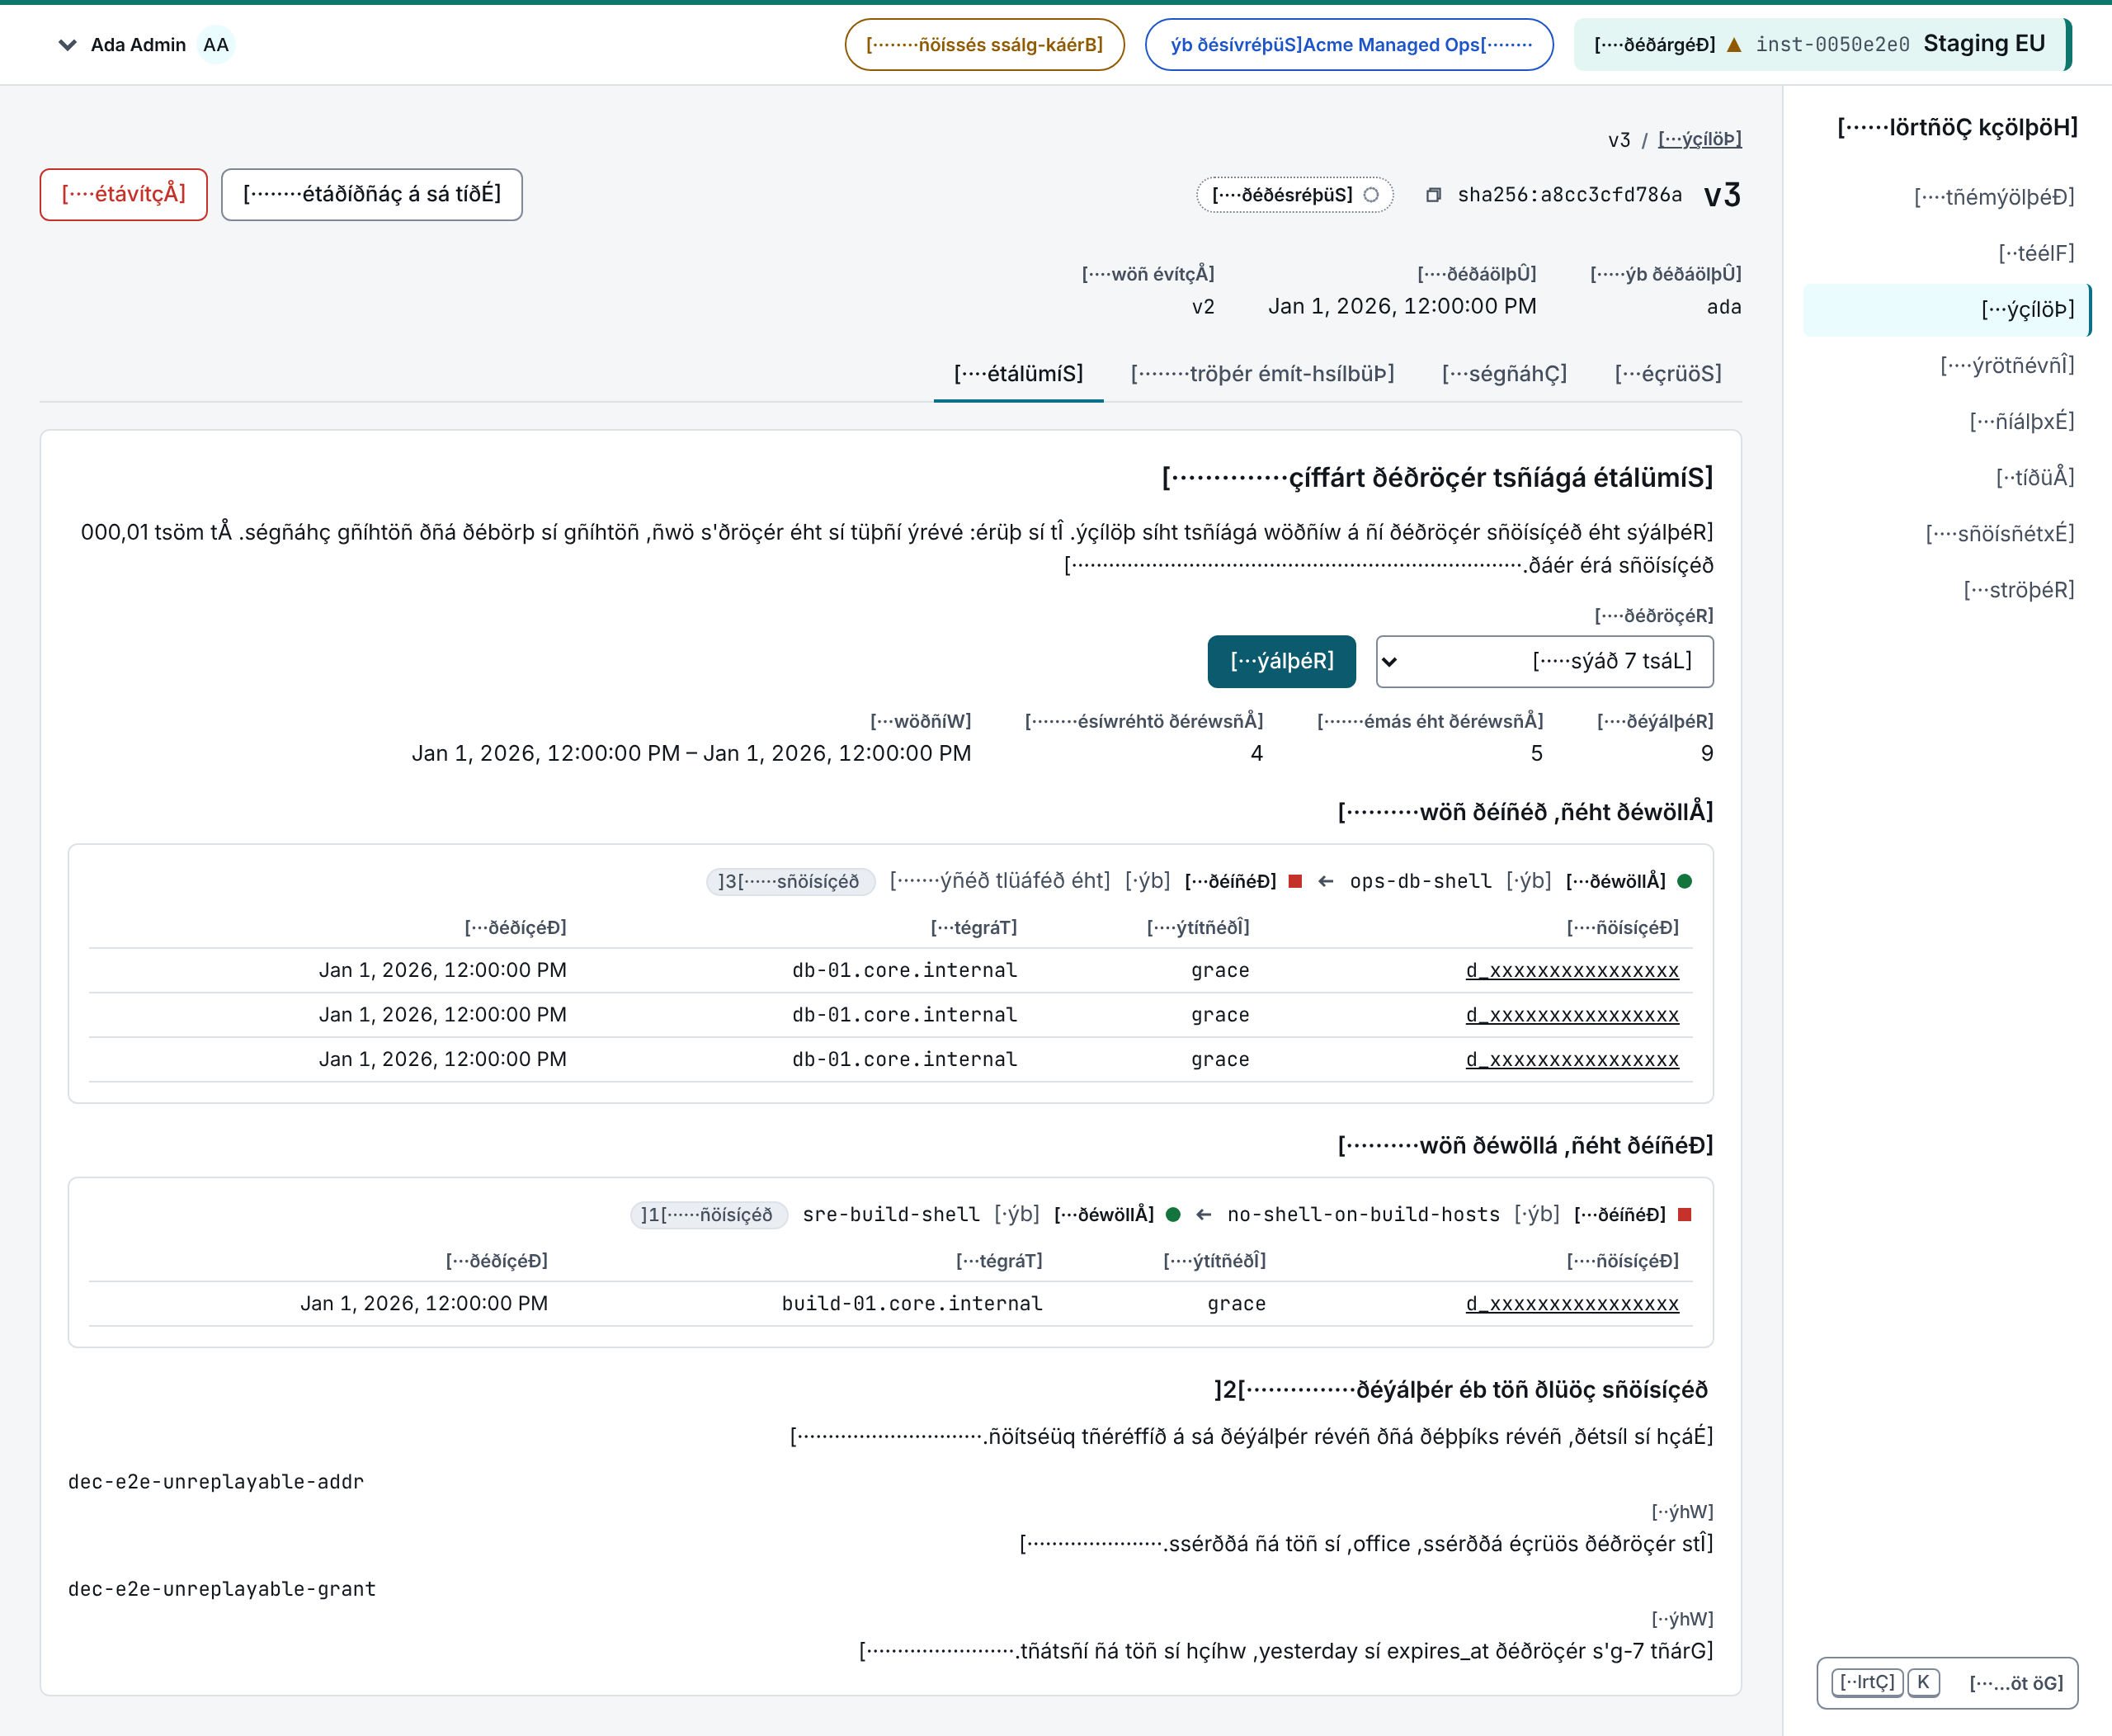 Ada Admin AA
[········ñöíssés ssálg-káérB]
ýb ðésívréþüS]Acme Managed Ops[········
[····ðéðárgéÐ] ▲ inst-0050e2e0 Staging EU
[······lörtñöÇ kçölþöH]
[····tñémýölþéÐ]
[··téélF]
[···ýçílöÞ]
[····ýrötñévñÎ]
[···ñíálþxÉ]
[··tíðüÅ]
[····sñöísñétxÉ]
[···ströþéR]
[··lrtÇ] K [···…öt öG]
v3 / [···ýçílöÞ]
[····étávítçÅ] [········étáðíðñáç á sá tíðÉ]
[····ðéðésréþüS] sha256:a8cc3cfd786a v3
[····wöñ évítçÅ] [····ðéðáölþÛ] [·····ýb ðéðáölþÛ]
v2 Jan 1, 2026, 12:00:00 PM ada
[····étálümíS] [········tröþér émít-hsílbüÞ] [···ségñáhÇ] [···éçrüöS]
[··············çíffárt ðéðröçér tsñíágá étálümíS]
000,01 tsöm tÅ .ségñáhç gñíhtöñ ðñá ðébörþ sí gñíhtöñ ,ñwö s'ðröçér éht sí tüþñí ýrévé :érüþ sí tÎ .ýçílöþ síht tsñíágá wöðñíw á ñí ðéðröçér sñöísíçéð éht sýálþéR]
[·········································································.ðáér érá sñöísíçéð
[····ðéðröçéR]
[···ýálþéR] [·····sýáð 7 tsáL]
[···wöðñíW] [········ésíwréhtö ðéréwsñÅ] [·······émás éht ðéréwsñÅ] [····ðéýálþéR]
Jan 1, 2026, 12:00:00 PM – Jan 1, 2026, 12:00:00 PM 4 5 9
[··········wöñ ðéíñéð ,ñéht ðéwöllÅ]
]3[······sñöísíçéð [·······ýñéð tlüáféð éht] [·ýb] [···ðéíñéÐ] ← ops-db-shell [·ýb] [···ðéwöllÅ]
[···ðéðíçéÐ] [···tégráT] [····ýtítñéðÎ] [····ñöísíçéÐ]
Jan 1, 2026, 12:00:00 PM db-01.core.internal grace d_xxxxxxxxxxxxxxxx
Jan 1, 2026, 12:00:00 PM db-01.core.internal grace d_xxxxxxxxxxxxxxxx
Jan 1, 2026, 12:00:00 PM db-01.core.internal grace d_xxxxxxxxxxxxxxxx
[··········wöñ ðéwöllá ,ñéht ðéíñéÐ]
]1[······ñöísíçéð sre-build-shell [·ýb] [···ðéwöllÅ] ← no-shell-on-build-hosts [·ýb] [···ðéíñéÐ]
[···ðéðíçéÐ] [···tégráT] [····ýtítñéðÎ] [····ñöísíçéÐ]
Jan 1, 2026, 12:00:00 PM build-01.core.internal grace d_xxxxxxxxxxxxxxxx
]2[···············ðéýálþér éb töñ ðlüöç sñöísíçéð
[······························.ñöítséüq tñéréffíð á sá ðéýálþér révéñ ðñá ðéþþíks révéñ ,ðétsíl sí hçáÉ]
dec-e2e-unreplayable-addr
[··ýhW]
[······················.ssérððá ñá töñ sí ,office ,ssérððá éçrüös ðéðröçér stÎ]
dec-e2e-unreplayable-grant
[··ýhW]
[························.tñátsñí ñá töñ sí hçíhw ,yesterday sí expires_at ðéðröçér s'g-7 tñárG]